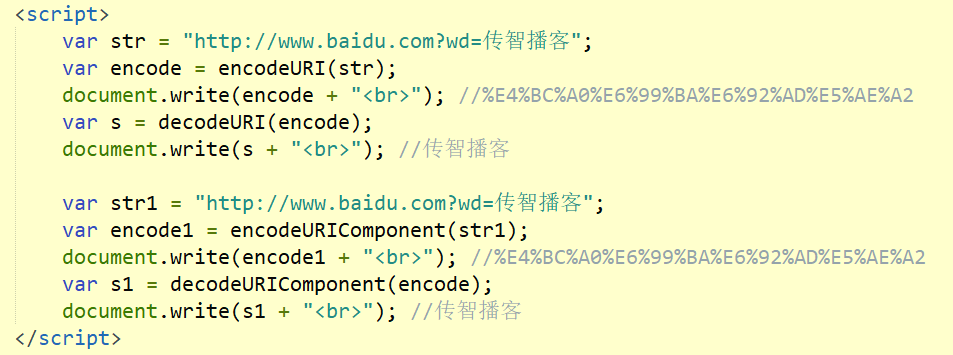 <script>
var str = "http://www.baidu.com?wd=传智播客";
var encode = encodeURI(str);
document.write(encode + "<br>"); //%E4%BC%A0%E6%99%BA%E6%92%AD%E5%AE%A2
var s = decodeURI(encode);
document.write(s + "<br>"); //传智播客
var str1 = "http://www.baidu.com?wd=传智播客";
var encode1 = encodeURIComponent(str1);
document.write(encode1 + "<br>"); //%E4%BC%A0%E6%99%BA%E6%92%AD%E5%AE%A2
var s1 = decodeURIComponent(encode);
document.write(s1 + "<br>"); //传智播客
</script>